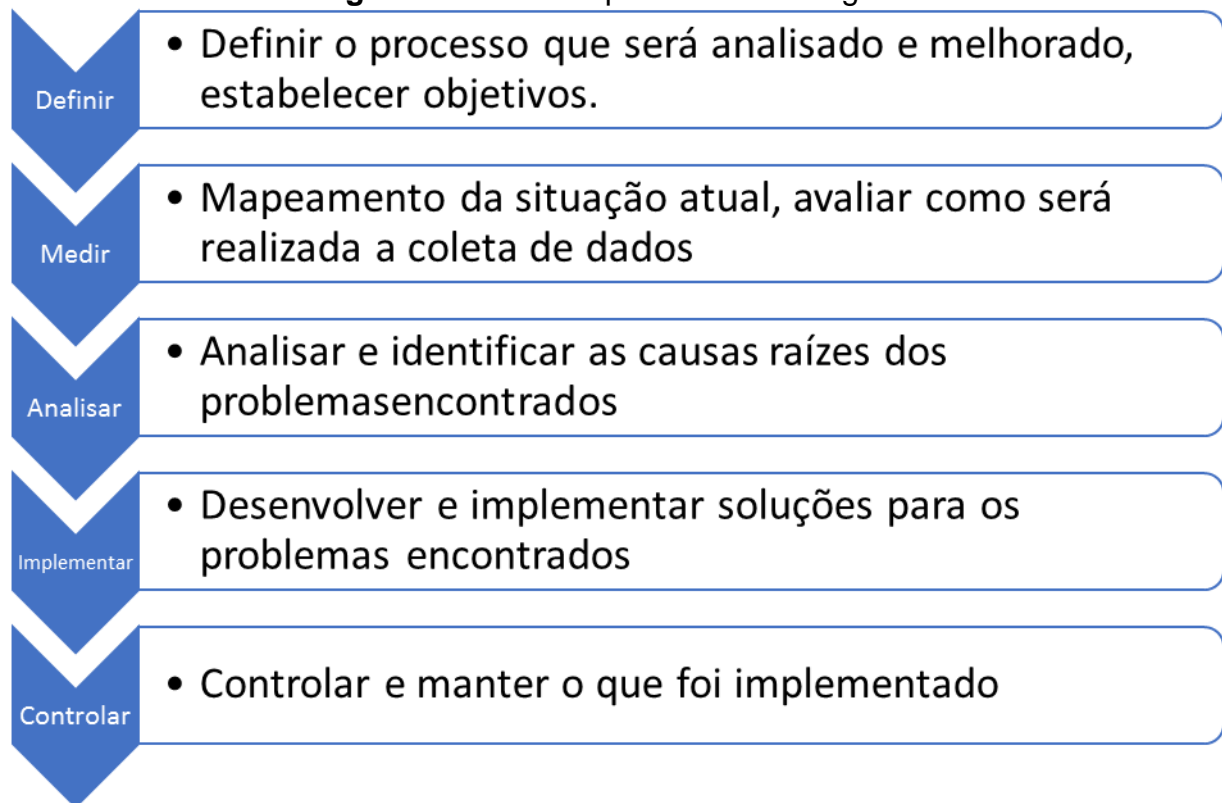 Definir
• Definir o processo que será analisado e melhorado,
estabelecer objetivos.
Medir
• Mapeamento da situação atual, avaliar como será
realizada a coleta de dados
Analisar
• Analisar e identificar as causas raízes dos
problemasencontrados
Implementar
• Desenvolver e implementar soluções para os
problemas encontrados
Controlar
• Controlar e manter o que foi implementado